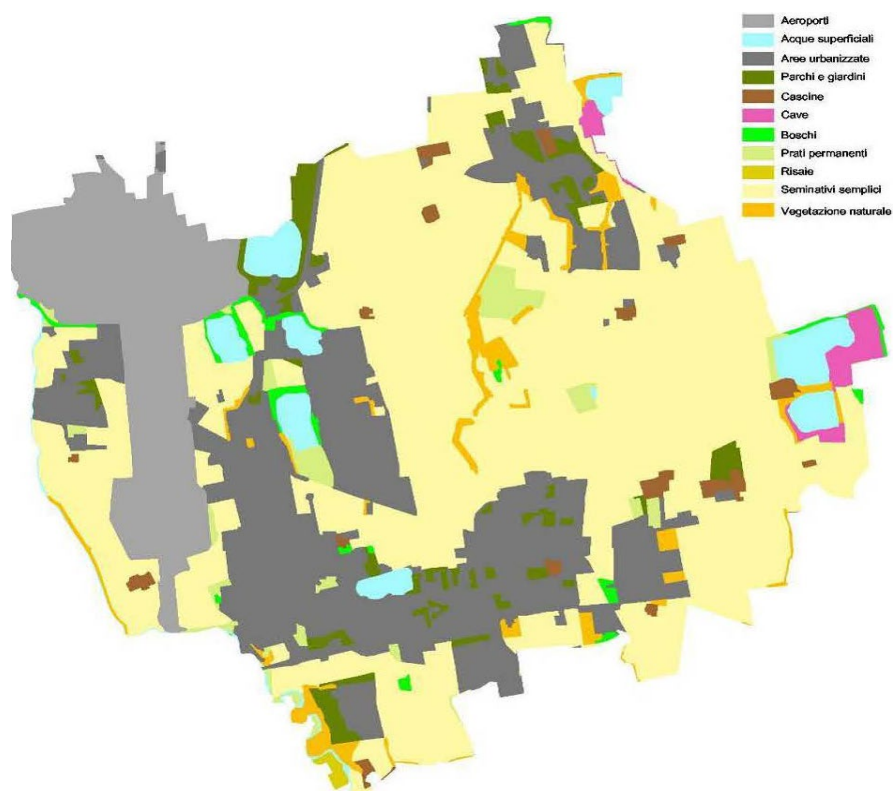 Aeroporti
Acque superficiali
Aree urbanizzate
Parchi e giardini
Cascine
Cave
Boschi
Prati permanenti
Risaie
Seminativi semplici
Vegetazione naturale